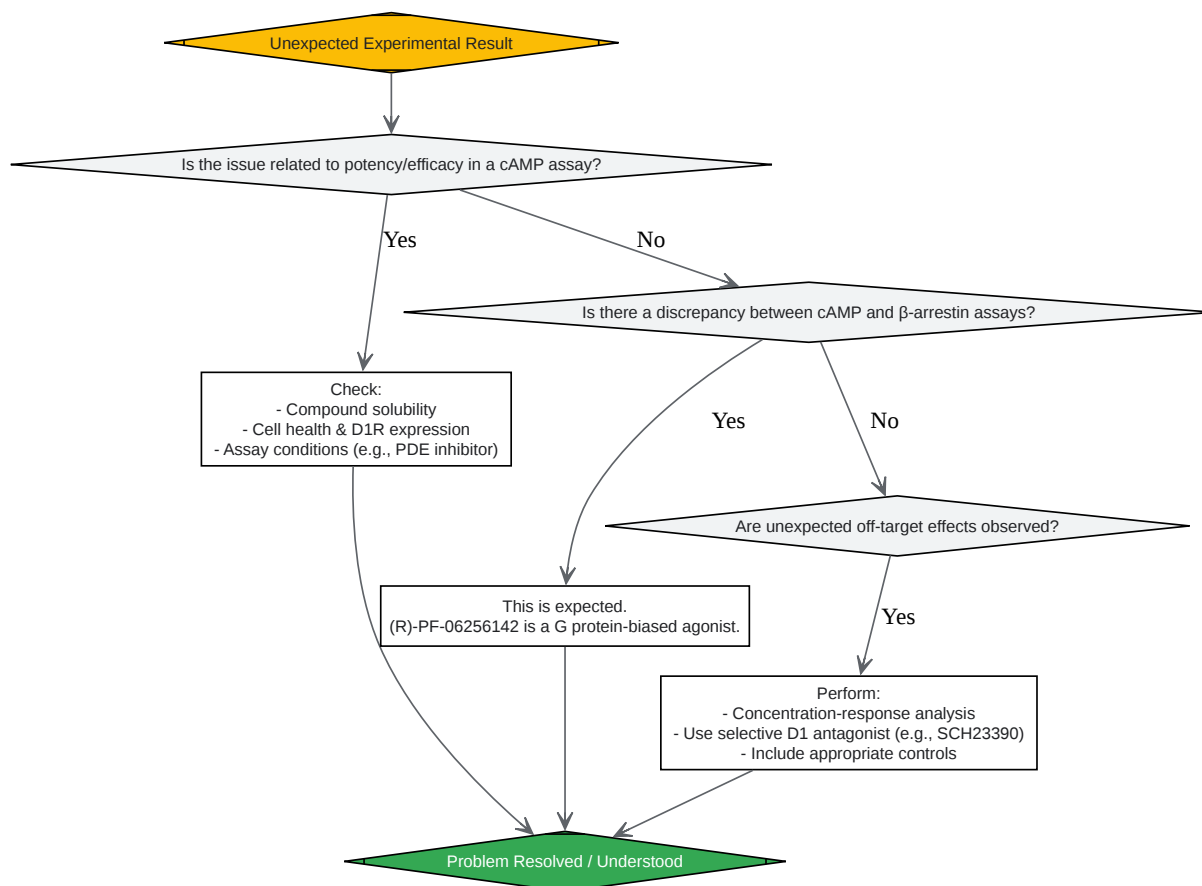 Unexpected Experimental Result
Is the issue related to potency/efficacy in a cAMP assay?
Yes
No
Is there a discrepancy between cAMP and β-arrestin assays?
Check:
- Compound solubility
- Cell health & D1R expression
- Assay conditions (e.g., PDE inhibitor)
Yes
No
Are unexpected off-target effects observed?
This is expected.
(R)-PF-06256142 is a G protein-biased agonist.
Yes
Perform:
- Concentration-response analysis
- Use selective D1 antagonist (e.g., SCH23390)
- Include appropriate controls
Problem Resolved / Understood